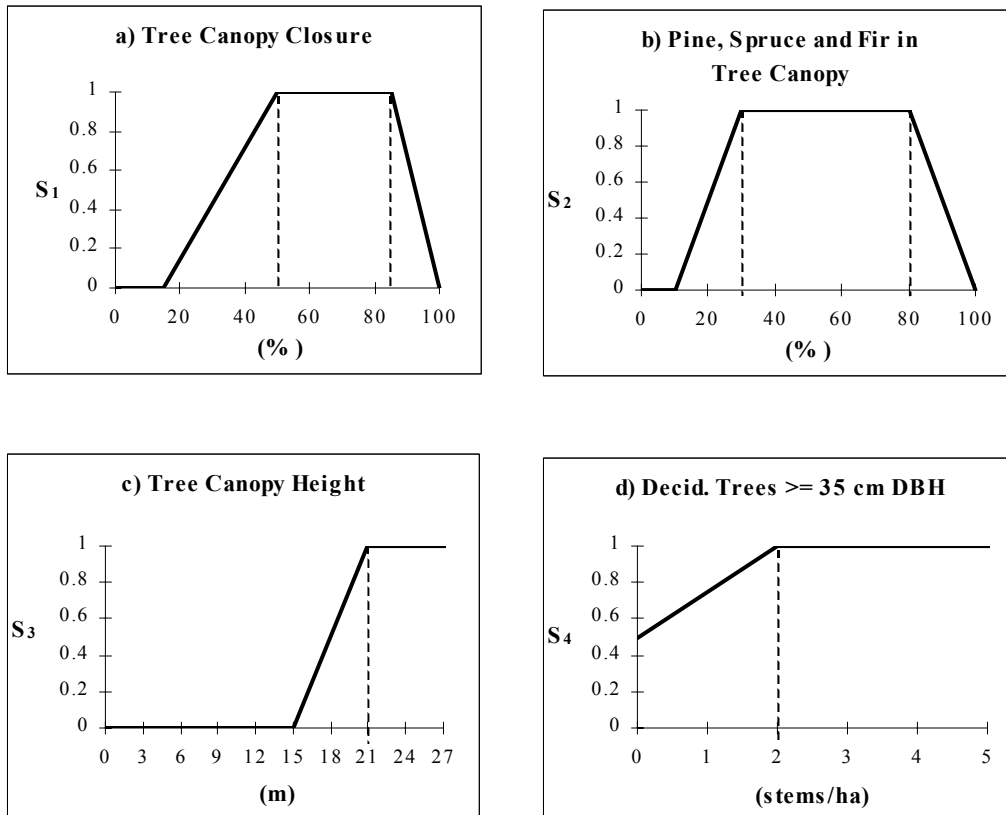 a) Tree Canopy Closure
1
0.8
0.6
S1
0.4
0.2
0
0 20 40 60 80 100
(% )
b) Pine, Spruce and Fir in
Tree Canopy
1
0.8
0.6
S2
0.4
0.2
0
0 20 40 60 80 100
(% )
c) Tree Canopy Height
1
0.8
0.6
S3
0.4
0.2
0
0 3 6 9 12 15 18 21 24 27
(m)
d) Decid. Trees >= 35 cm DBH
1
0.8
0.6
S4
0.4
0.2
0
0 1 2 3 4 5
(stems/ha)